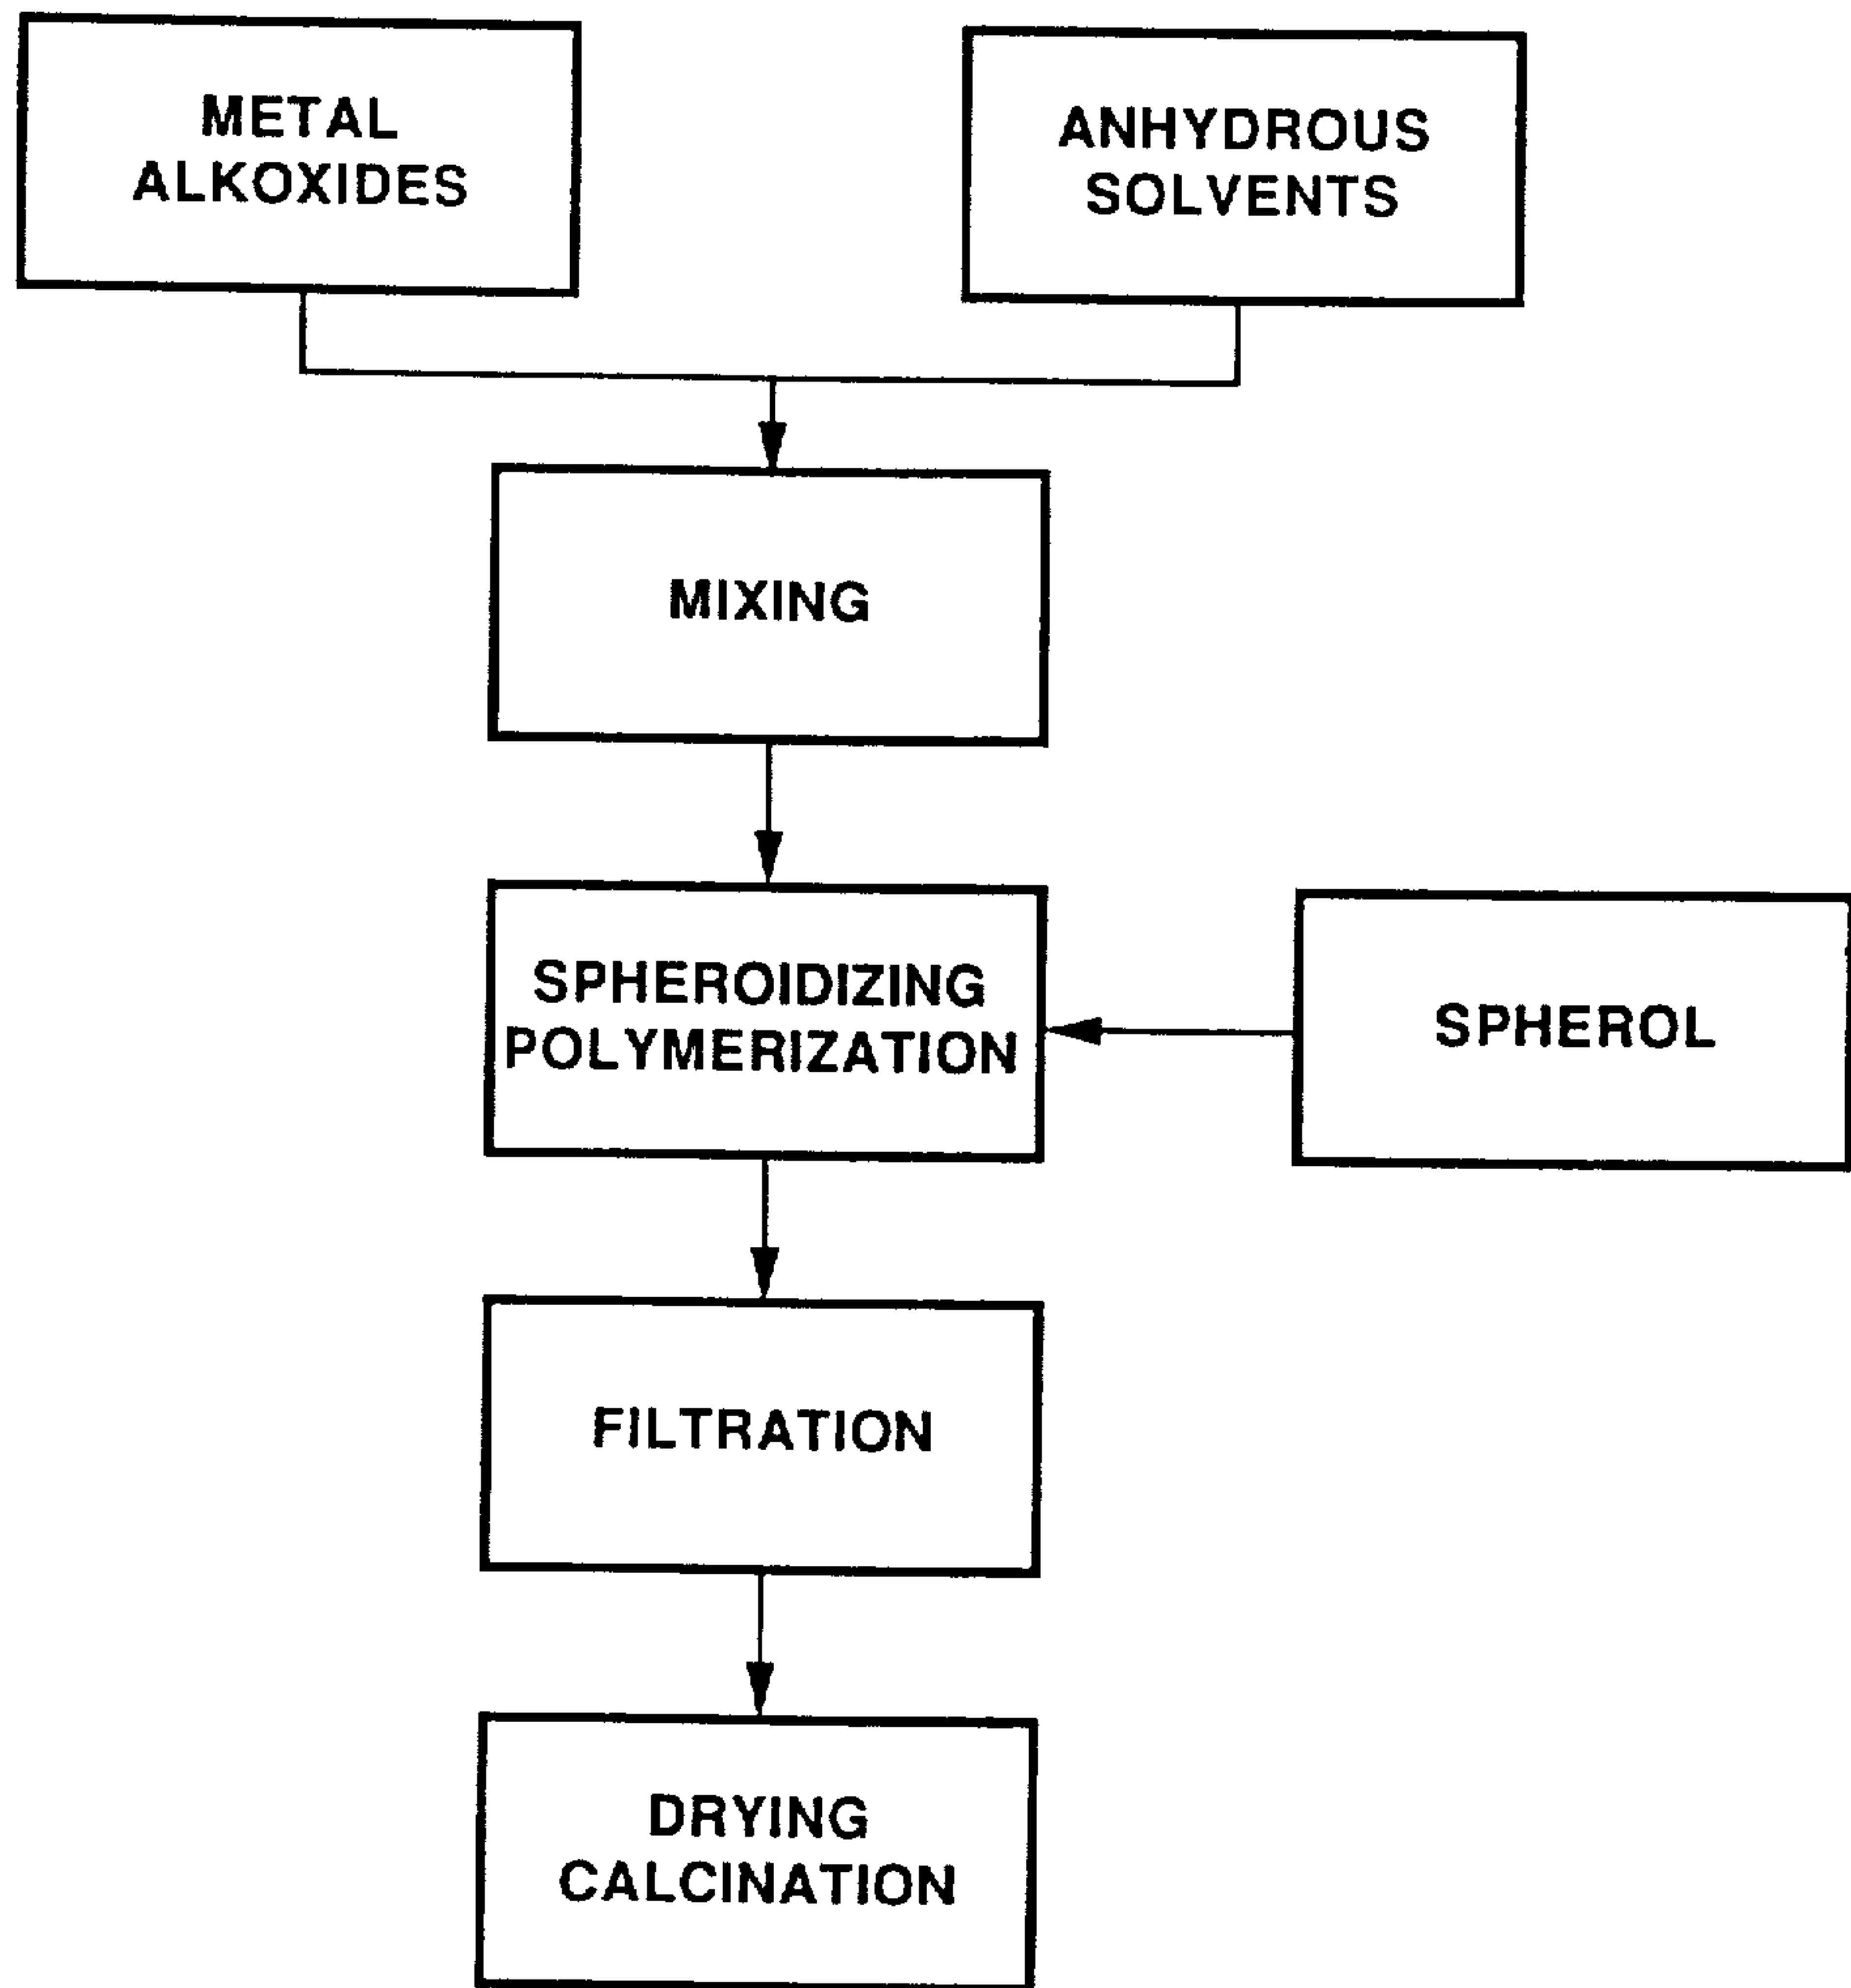 METAL
ALKOXIDES
ANHYDROUS
SOLVENTS
MIXING
SPHEROIDIZING
POLYMERIZATION
SPHEROL
FILTRATION
DRYING
CALCINATION